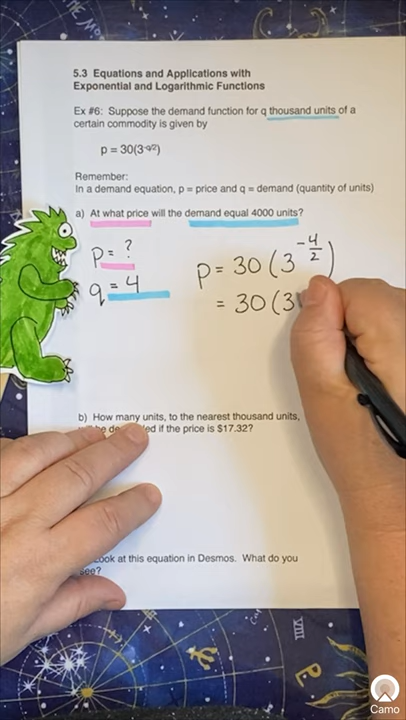 5.3 Equations and Applications with
Exponential and Logarithmic Functions
Ex #6: Suppose the demand function for q thousand units of a
certain commodity is given by
p = 30(3^-q/2)
Remember:
In a demand equation, p = price and q = demand (quantity of units)
a) At what price will the demand equal 4000 units?
p = ?
q = 4
p = 30 (3^-4/2)
= 30 (3
b) How many units, to the nearest thousand units,
if the price is $17.32?
Look at this equation in Desmos. What do you
see?
VIII
Camo